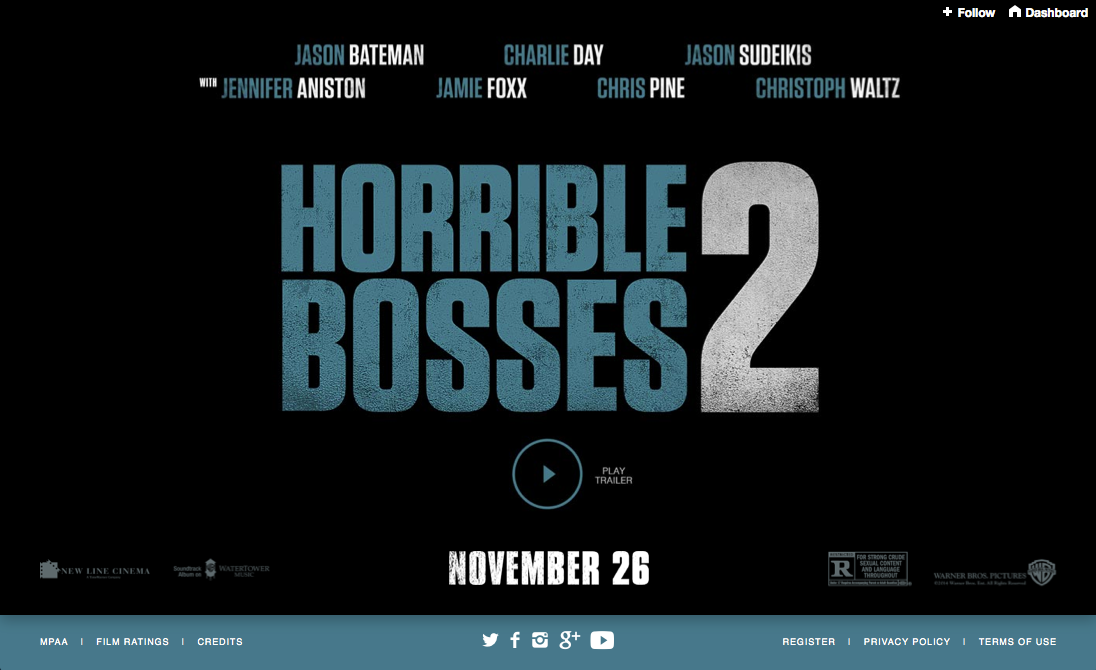 Follow Dashboard
JASON BATEMAN CHARLIE DAY JASON SUDEIKIS
WITH JENNIFER ANISTON JAMIE FOXX CHRIS PINE CHRISTOPH WALTZ
HORRIBLE
BOSSES
2
PLAY
TRAILER
NEW LINE CINEMA
Soundtrack
Album on
WATERTOWER
MUSIC
NOVEMBER 26
R
FOR STRONG CRUDE
SEXUAL CONTENT
AND LANGUAGE
THROUGHOUT
WARNER BROS. PICTURES
MPAA | FILM RATINGS | CREDITS
g+
REGISTER | PRIVACY POLICY | TERMS OF USE